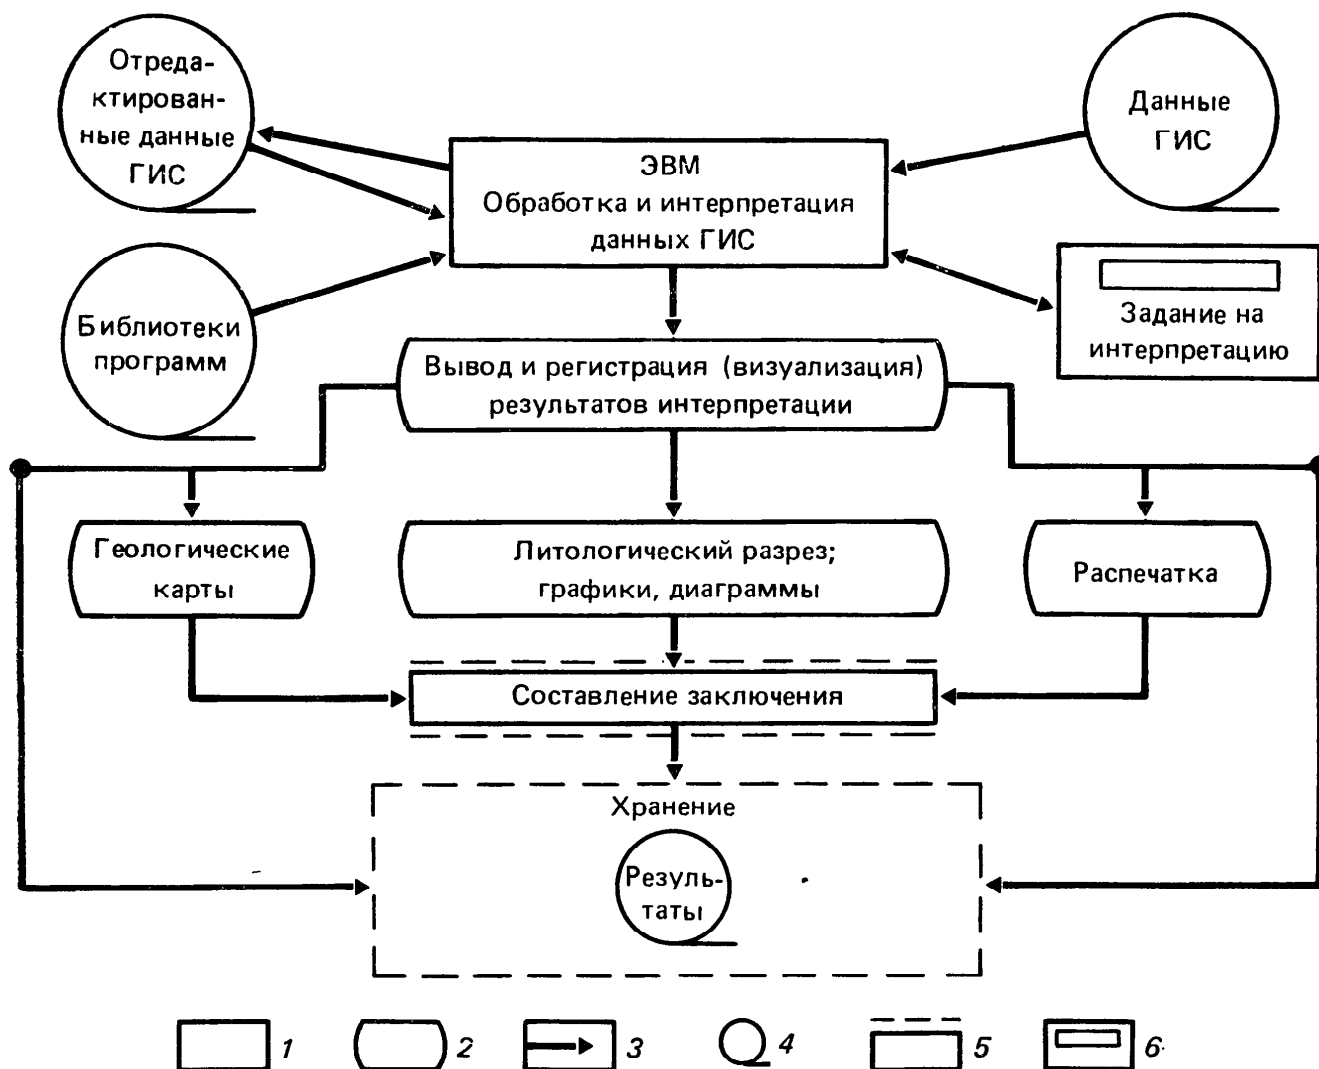 Отреда-
ктирован-
ные данные
ГИС
Данные
ГИС
ЭВМ
Обработка и интерпретация
данных ГИС
Библиотеки
программ
Задание на
интерпретацию
Вывод и регистрация (визуализация)
результатов интерпретации
Геологические
карты
Литологический разрез;
графики, диаграммы
Распечатка
Составление заключения
Хранение
Резуль-
таты
1 2 3 4 5 6